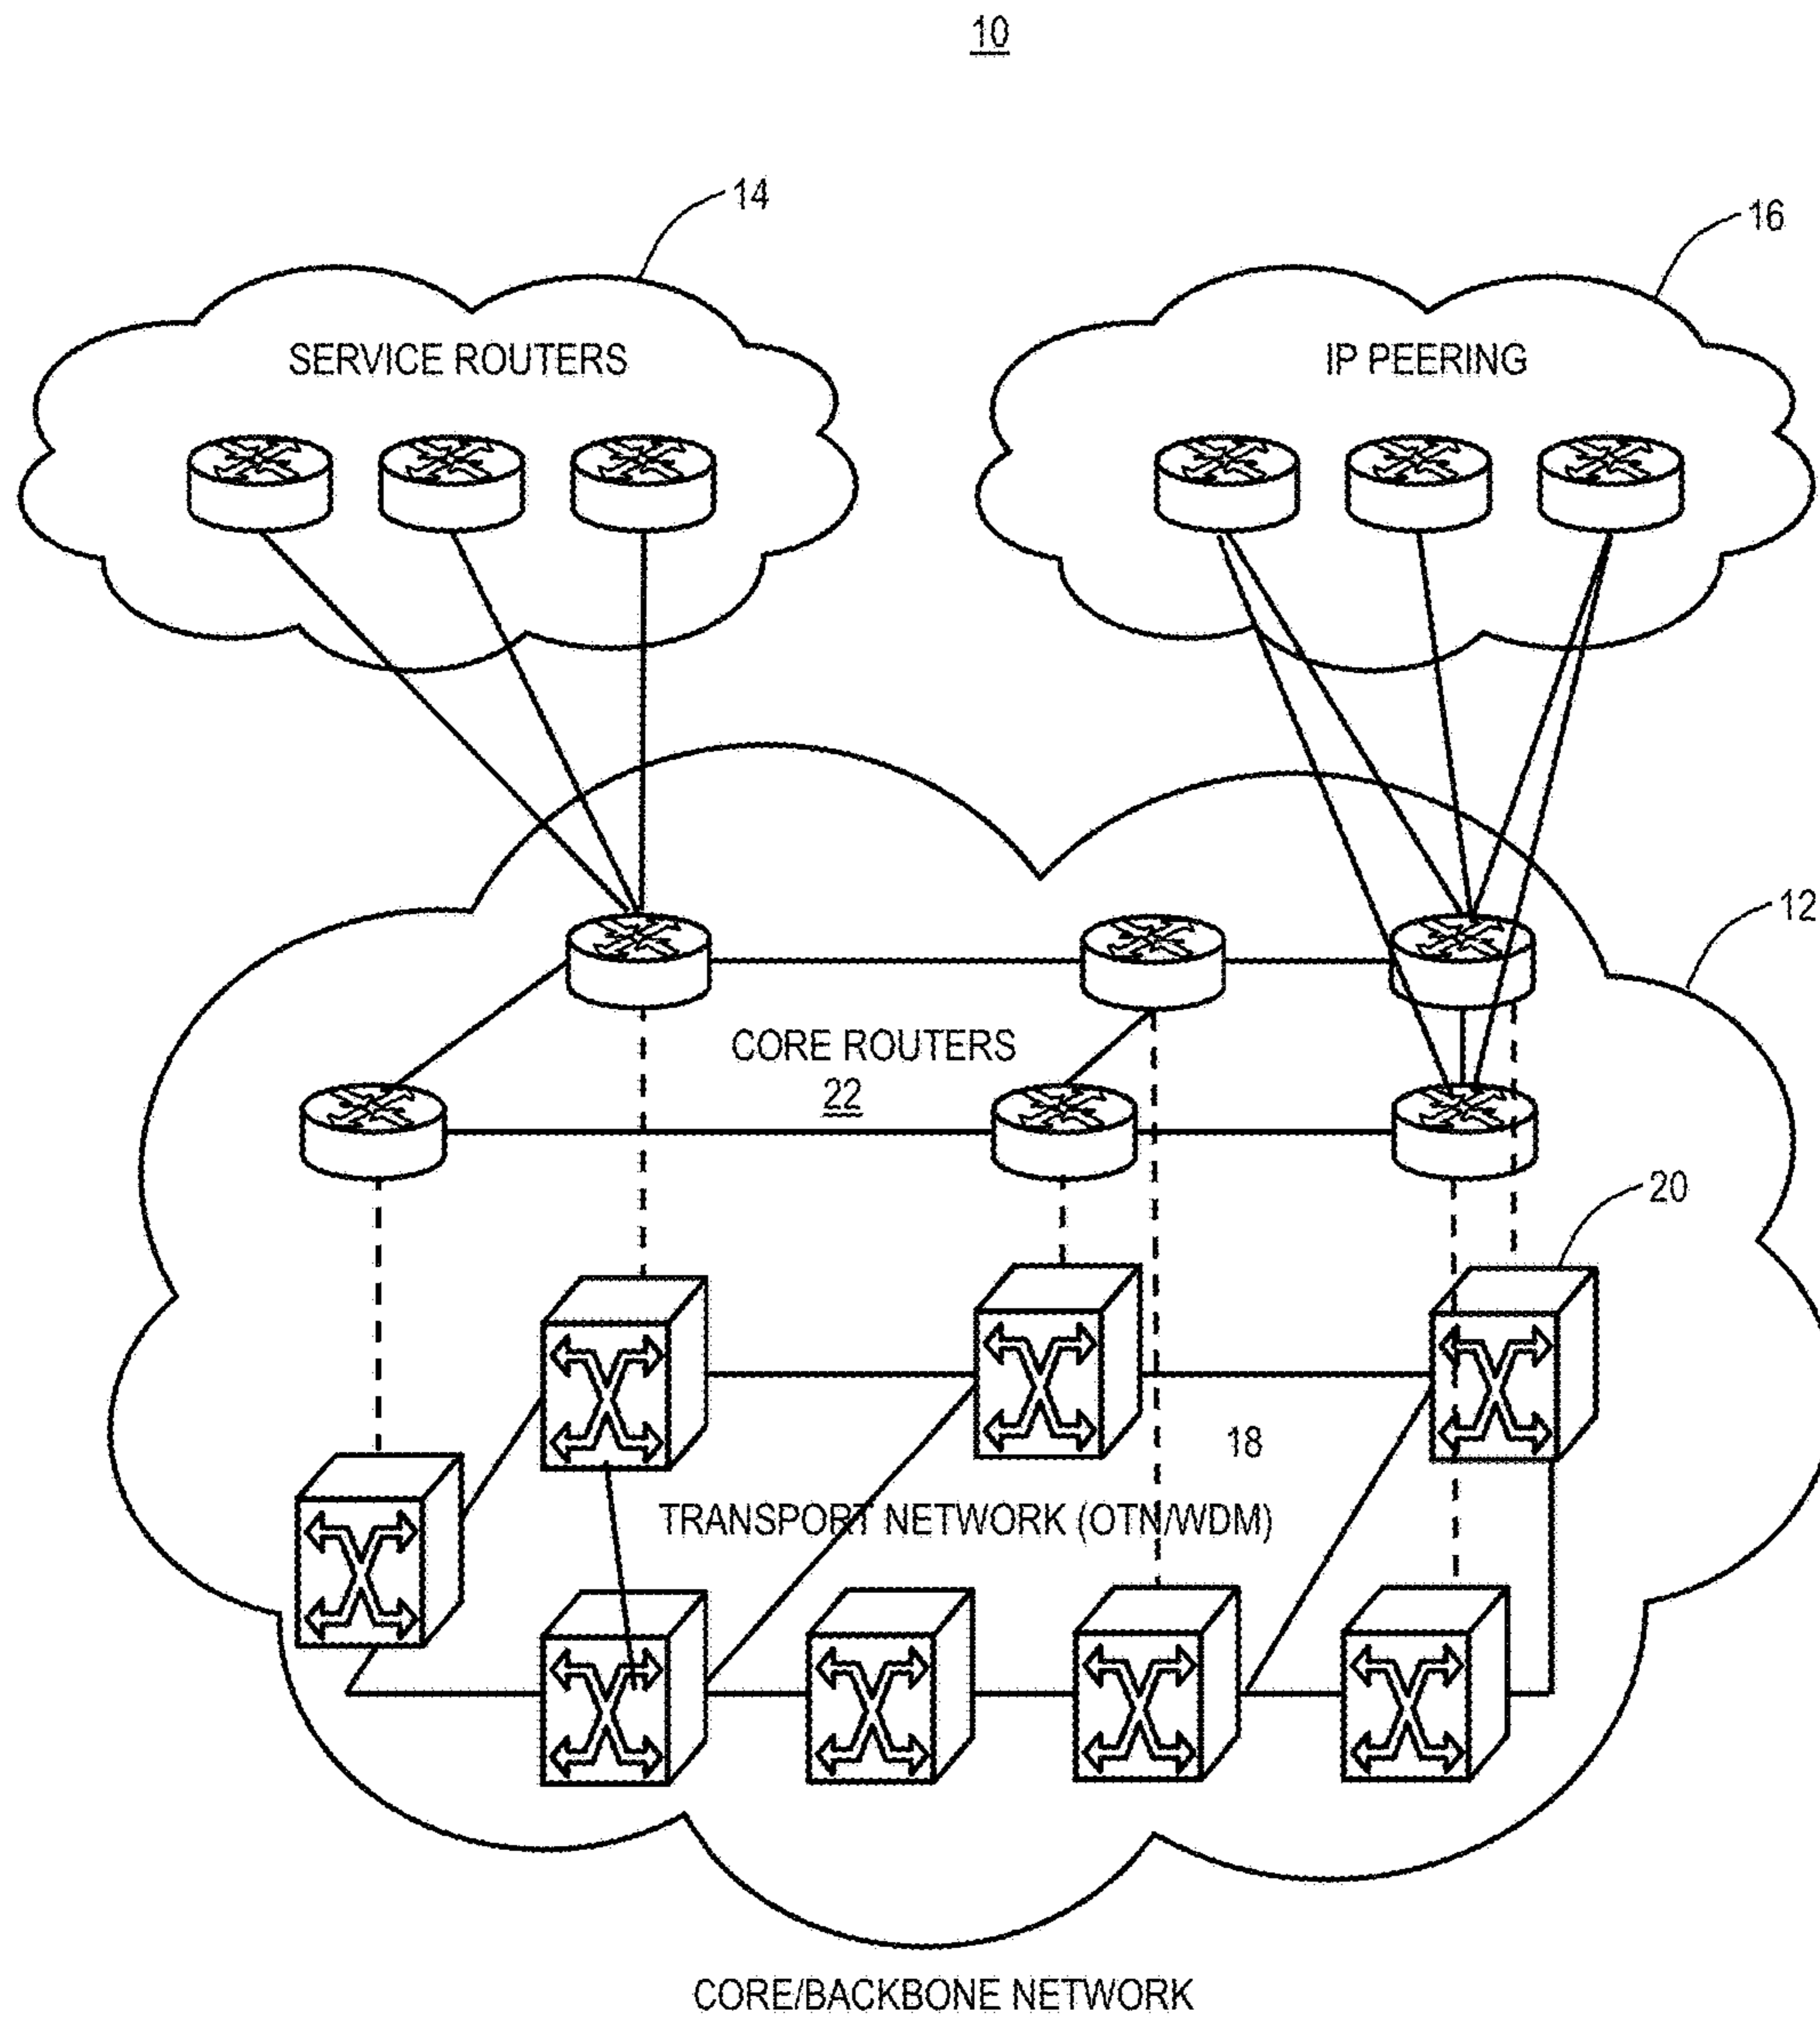 10
14
16
SERVICE ROUTERS
IP PEERING
12
CORE ROUTERS
22
20
18
TRANSPORT NETWORK (OTN/WDM)
CORE/BACKBONE NETWORK